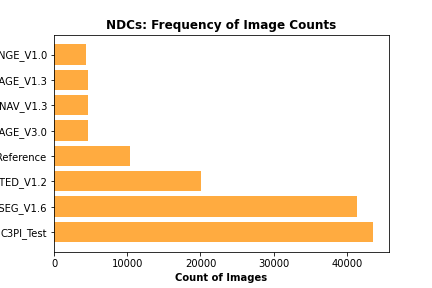 NDCs: Frequency of Image Counts
NGE_V1.0
AGE_V1.3
NAV_V1.3
AGE_V3.0
Reference
TED_V1.2
SEG_V1.6
C3PI_Test
0 10000 20000 30000 40000
Count of Images